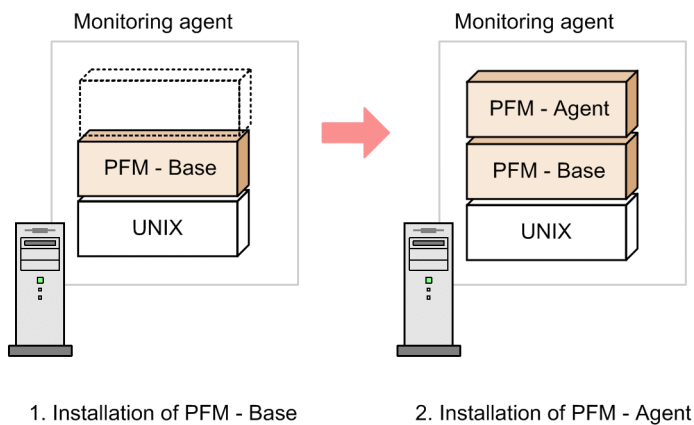 Monitoring agent
PFM - Base
UNIX
1. Installation of PFM - Base
Monitoring agent
PFM - Agent
PFM - Base
UNIX
2. Installation of PFM - Agent